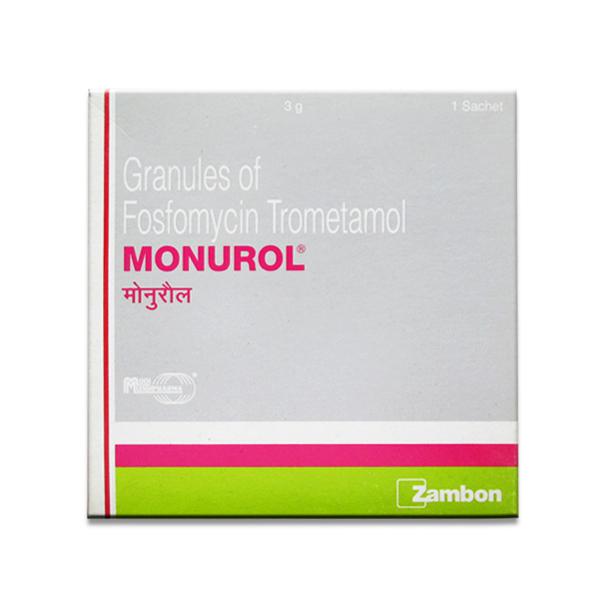 3 g 1 Sachet
Granules of
Fosfomycin Trometamol
MONUROL®
मोनुरौल
Zambon